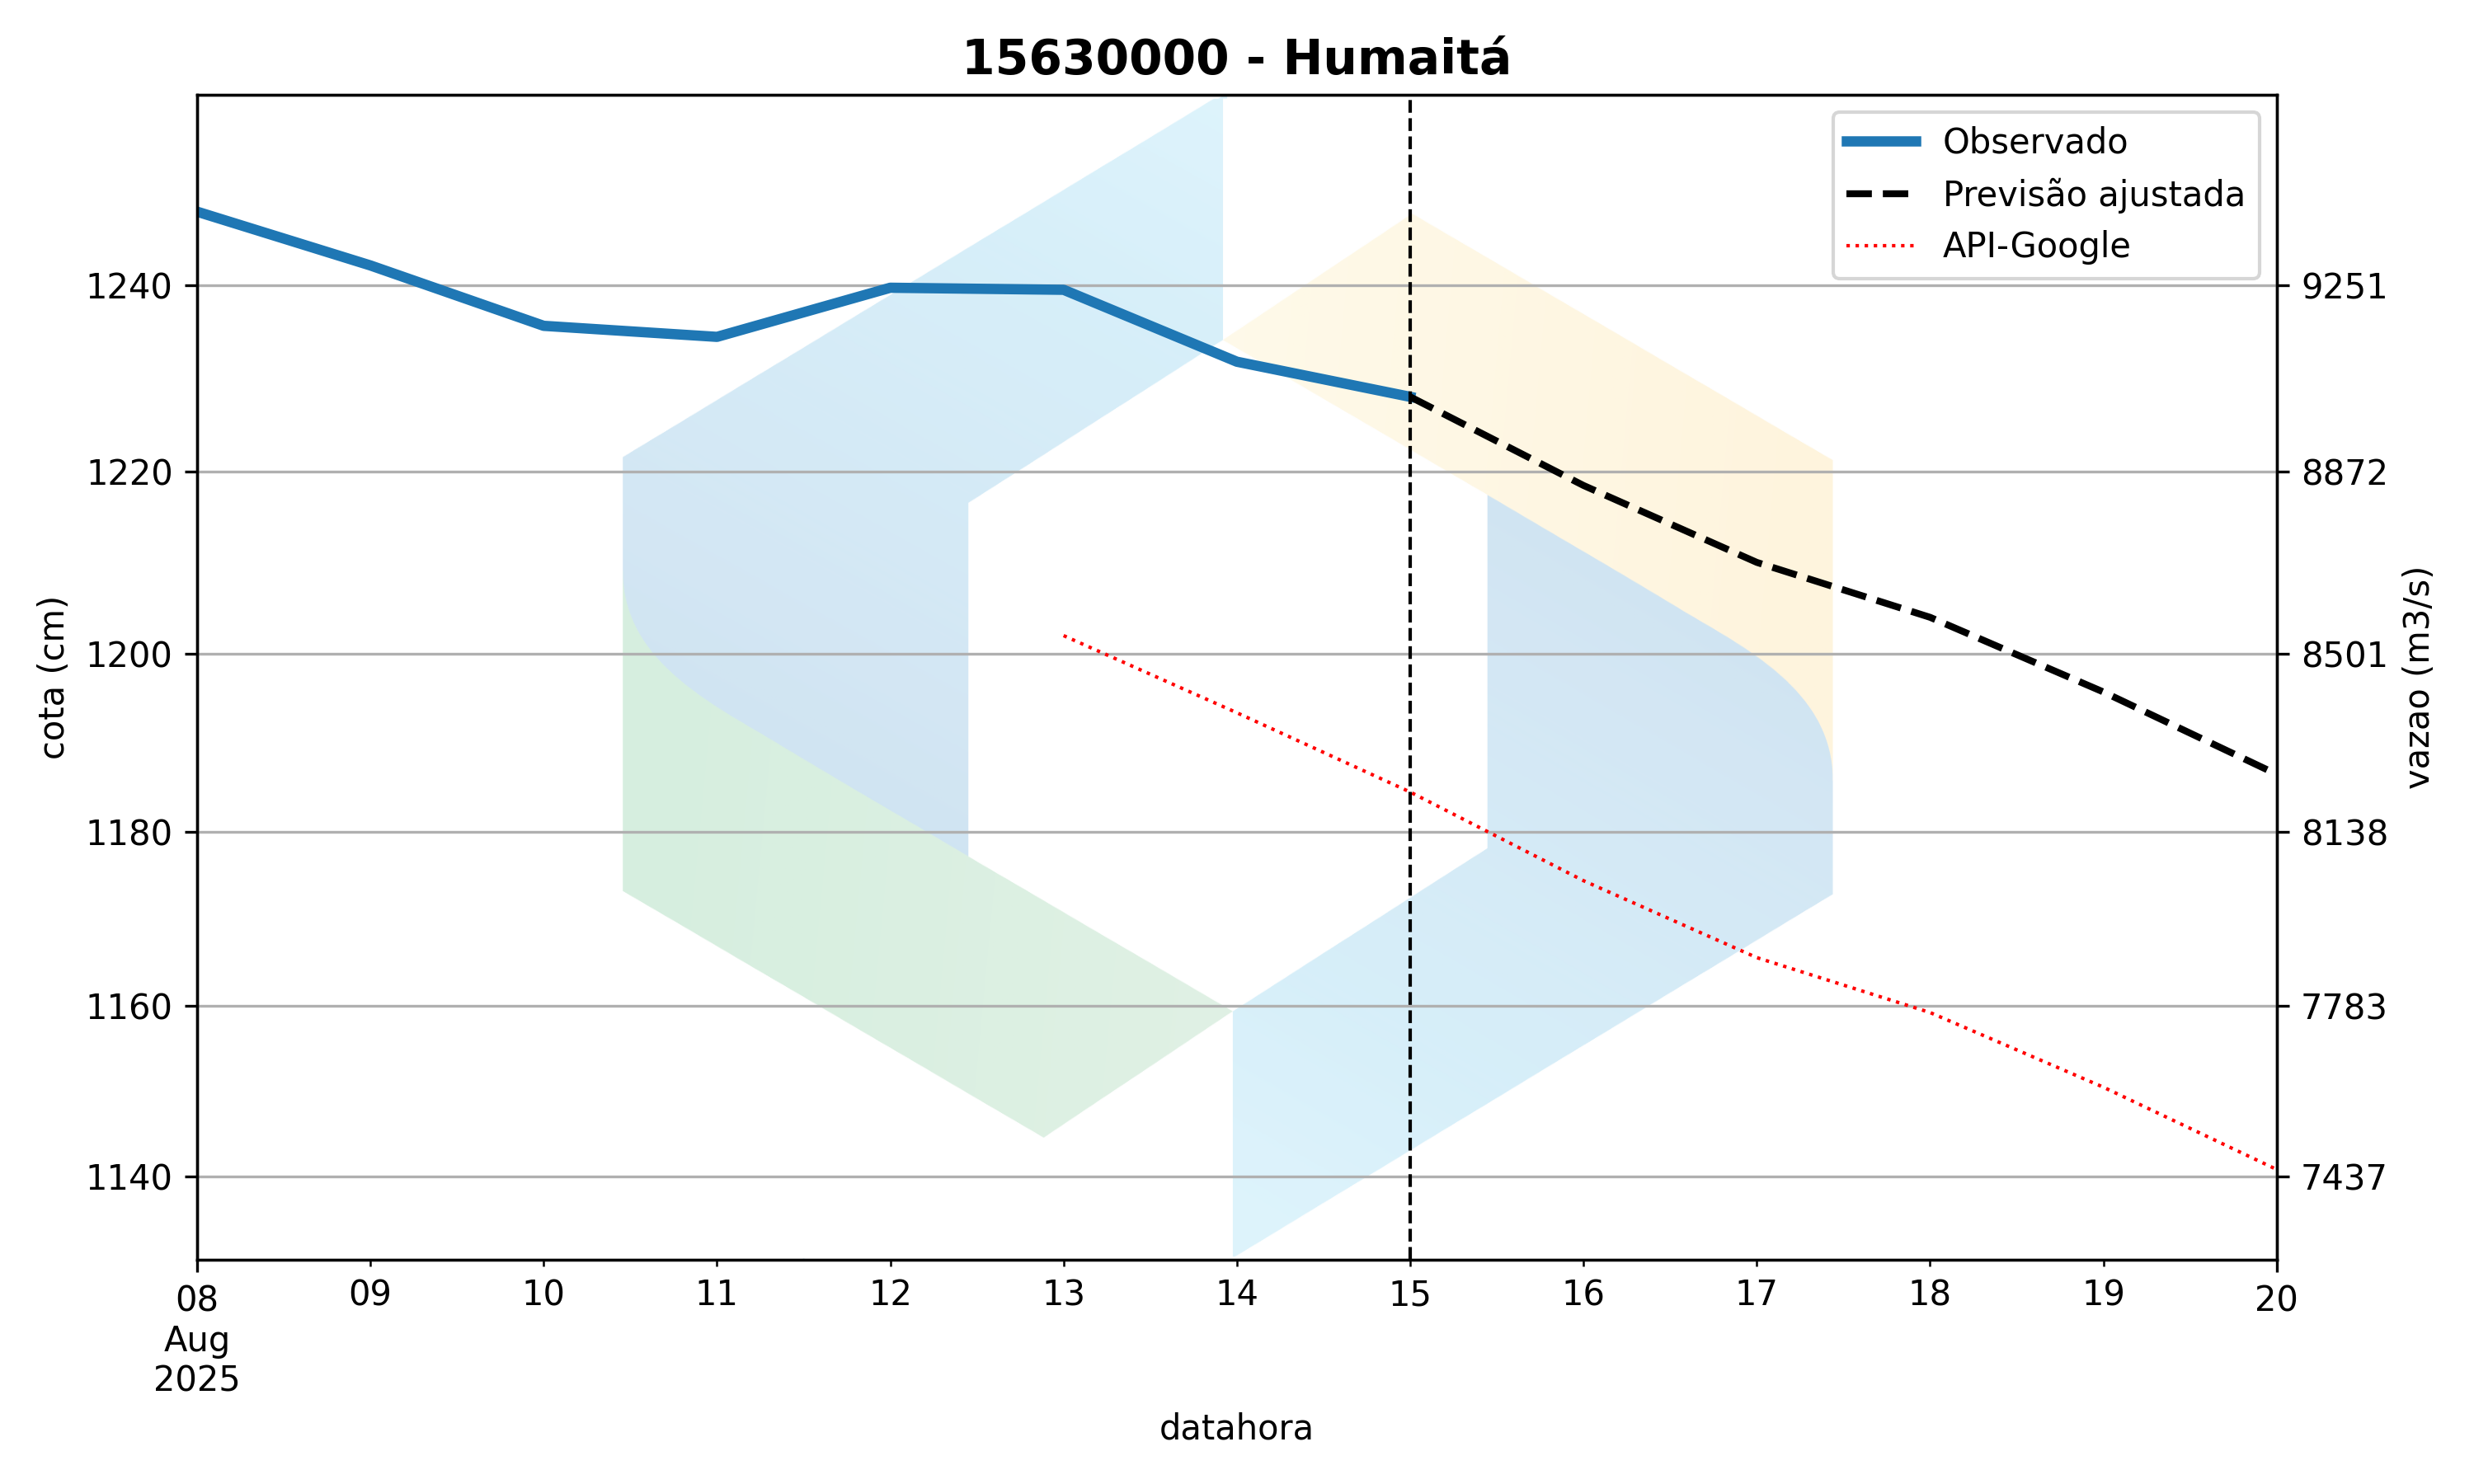 15630000 - Humaitá
Observado
Previsão ajustada
API-Google
1240
1220
1200
1180
1160
1140
cota (cm)
9251
8872
8501
8138
7783
7437
vazao (m3/s)
08 09 10 11 12 13 14 15 16 17 18 19 20
Aug
2025
datahora